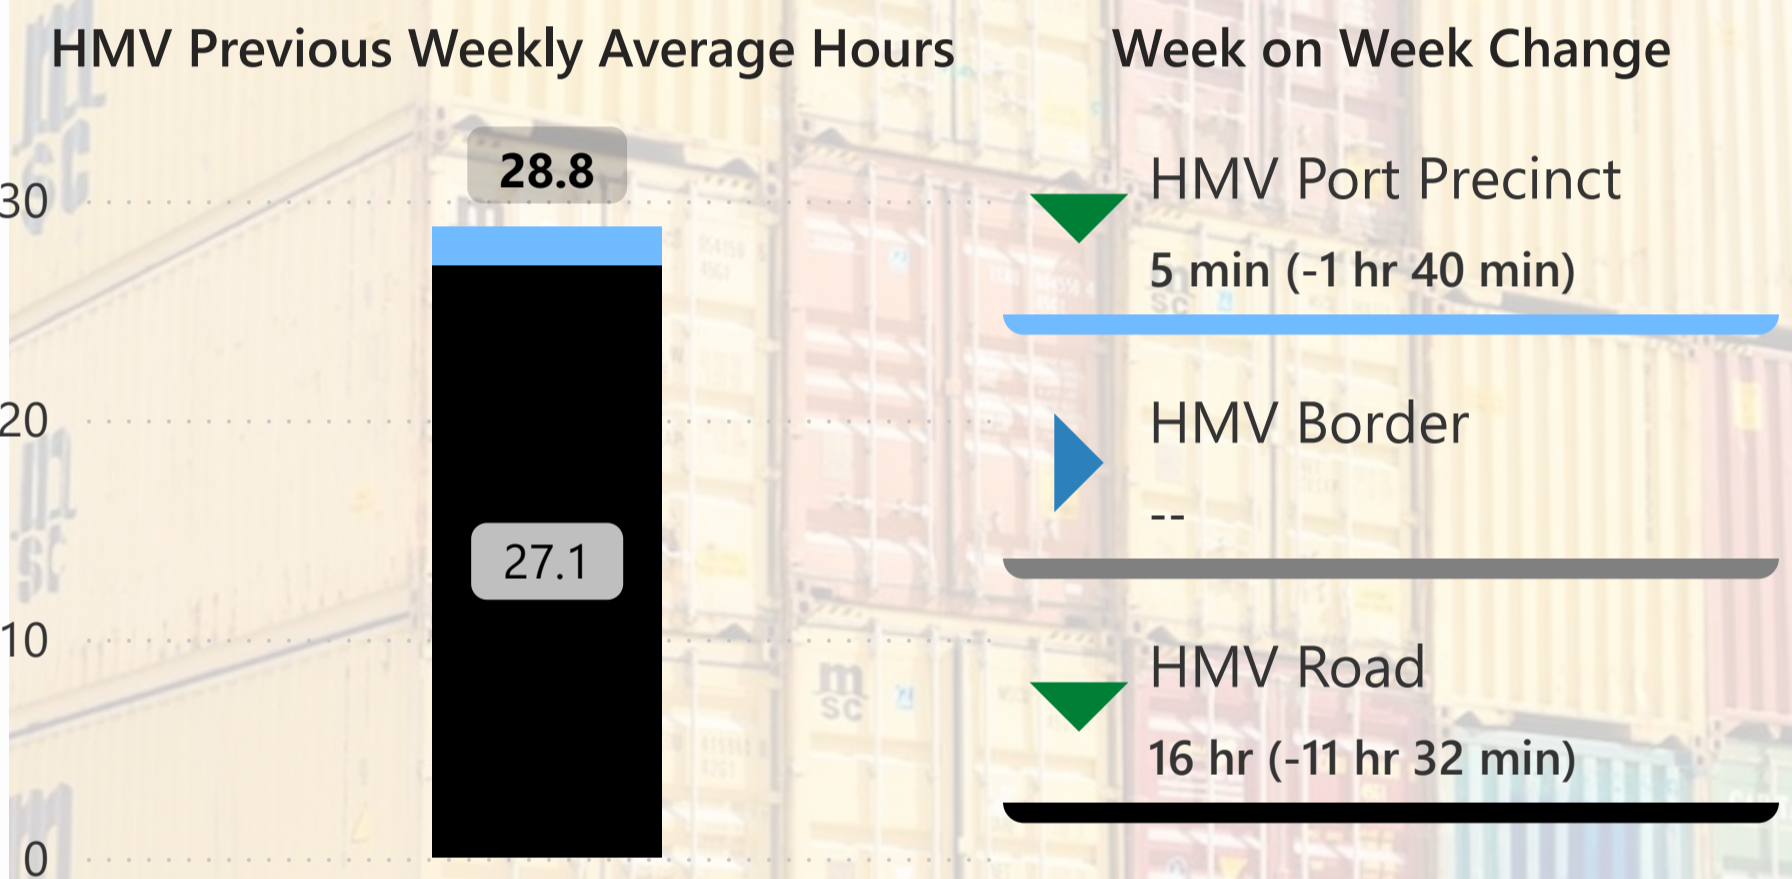 HMV Previous Weekly Average Hours
28.8
30
20
27.1
10
0
Week on Week Change
HMV Port Precinct
5 min (-1 hr 40 min)
HMV Border
--
HMV Road
16 hr (-11 hr 32 min)
m
sc